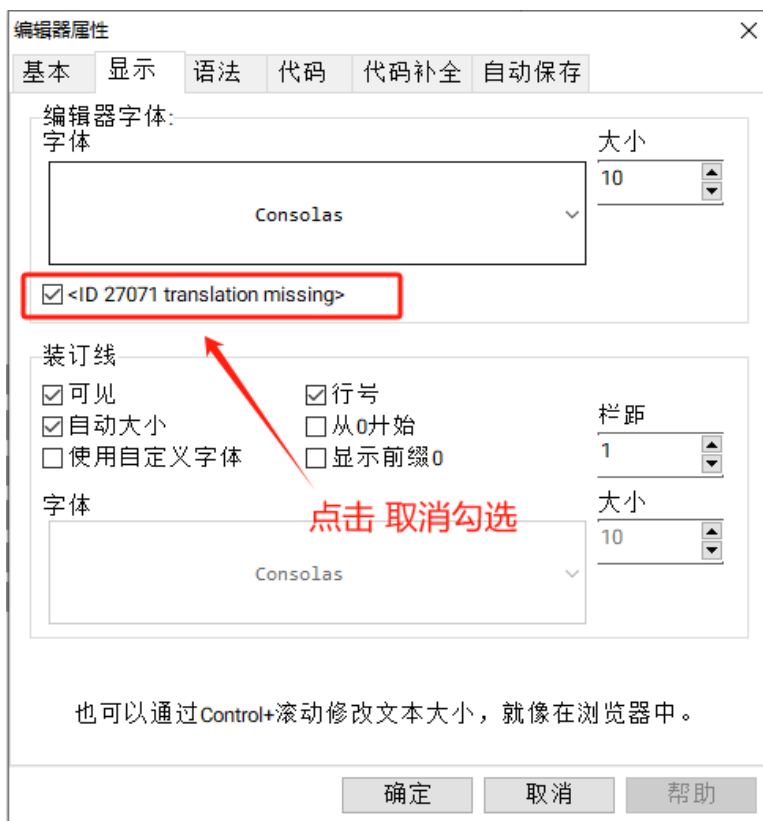 编辑器属性
基本 显示 语法 代码 代码补全 自动保存
编辑器字体:
字体 大小
Consolas 10
<ID 27071 translation missing>
装订线
可见 行号
自动大小 从0开始 栏距
使用自定义字体 显示前缀0 1
点击 取消勾选
字体 大小
Consolas 10
也可以通过Control+滚动修改文本大小，就像在浏览器中。
确定 取消 帮助